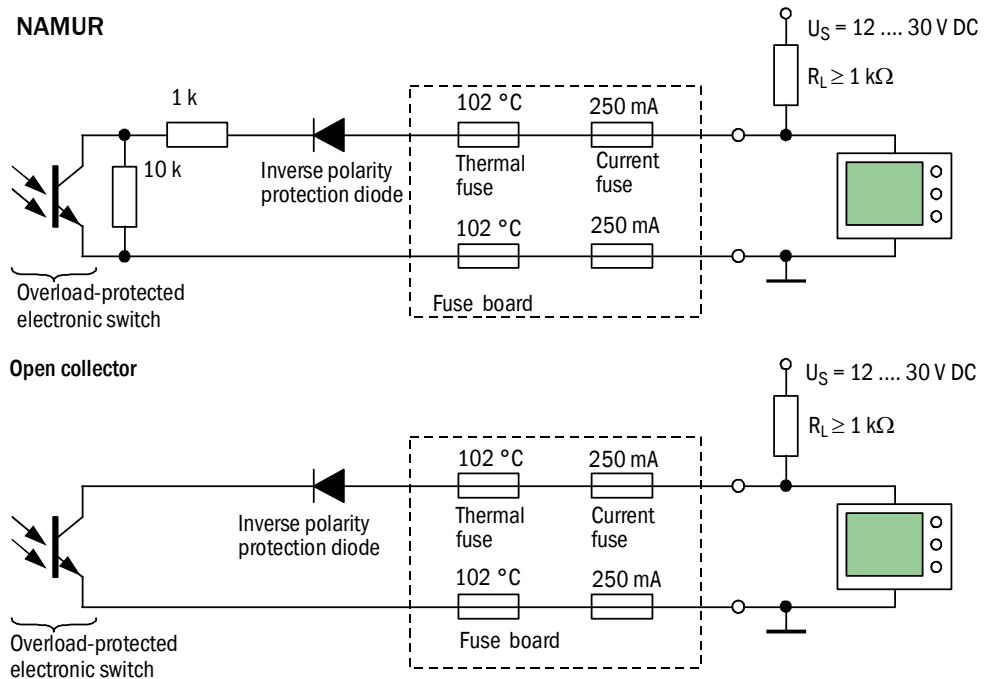 NAMUR
U_S = 12 .... 30 V DC
R_L ≥ 1 kΩ
1 k
102 °C
250 mA
10 k
Inverse polarity
protection diode
Thermal
fuse
Current
fuse
102 °C
250 mA
Overload-protected
electronic switch
Fuse board
Open collector
U_S = 12 .... 30 V DC
R_L ≥ 1 kΩ
102 °C
250 mA
Inverse polarity
protection diode
Thermal
fuse
Current
fuse
102 °C
250 mA
Overload-protected
electronic switch
Fuse board